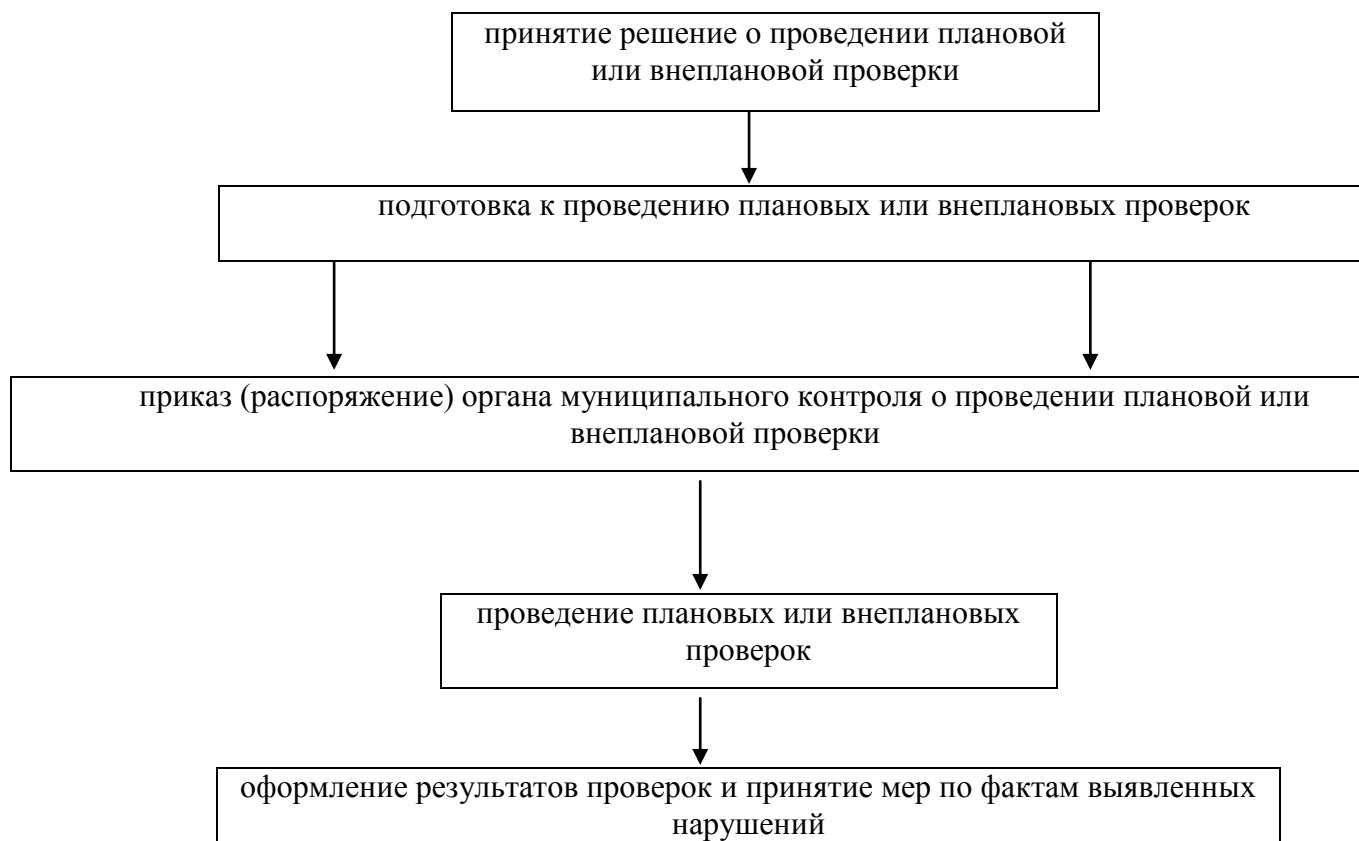 принятие решение о проведении плановой
или внеплановой проверки
подготовка к проведению плановых или внеплановых проверок
приказ (распоряжение) органа муниципального контроля о проведении плановой или
внеплановой проверки
проведение плановых или внеплановых
проверок
оформление результатов проверок и принятие мер по фактам выявленных
нарушений